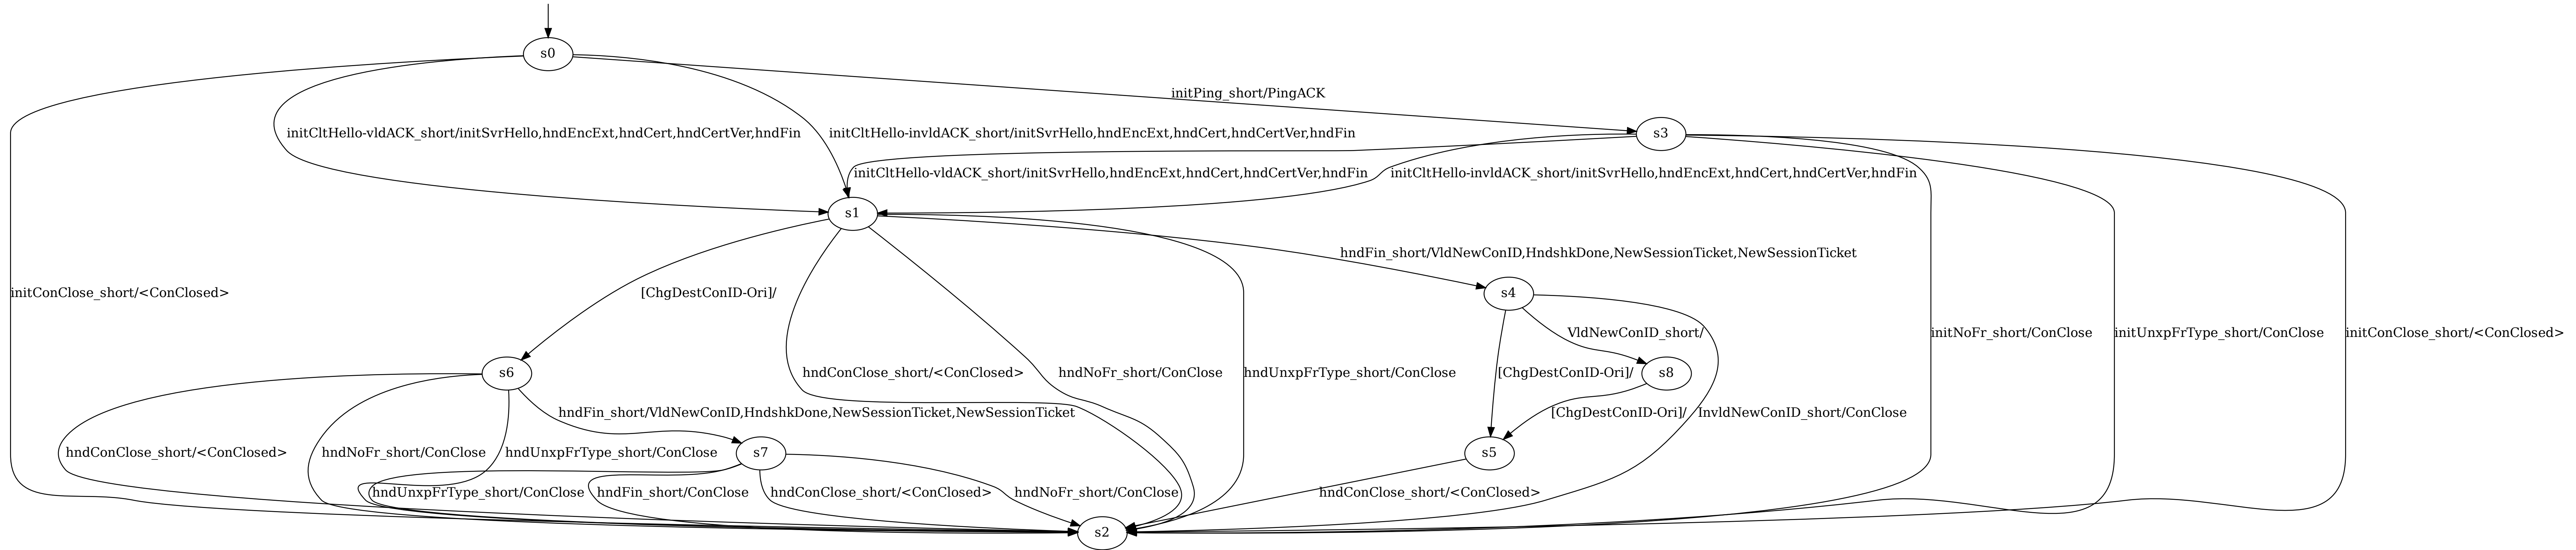 s0
initPing_short/PingACK
initCltHello-vldACK_short/initSvrHello,hndEncExt,hndCert,hndCertVer,hndFin
initCltHello-invldACK_short/initSvrHello,hndEncExt,hndCert,hndCertVer,hndFin
s3
initCltHello-vldACK_short/initSvrHello,hndEncExt,hndCert,hndCertVer,hndFin
initCltHello-invldACK_short/initSvrHello,hndEncExt,hndCert,hndCertVer,hndFin
s1
hndFin_short/VldNewConID,HndshkDone,NewSessionTicket,NewSessionTicket
initConClose_short/<ConClosed>
[ChgDestConID-Ori]/
s4
VldNewConID_short/
initNoFr_short/ConClose
initUnxpFrType_short/ConClose
initConClose_short/<ConClosed>
s6
hndConClose_short/<ConClosed>
hndNoFr_short/ConClose
hndUnxpFrType_short/ConClose
[ChgDestConID-Ori]/
s8
hndFin_short/VldNewConID,HndshkDone,NewSessionTicket,NewSessionTicket
[ChgDestConID-Ori]/
InvldNewConID_short/ConClose
hndConClose_short/<ConClosed>
hndNoFr_short/ConClose
hndUnxpFrType_short/ConClose
s7
s5
hndUnxpFrType_short/ConClose
hndFin_short/ConClose
hndConClose_short/<ConClosed>
hndNoFr_short/ConClose
hndConClose_short/<ConClosed>
s2